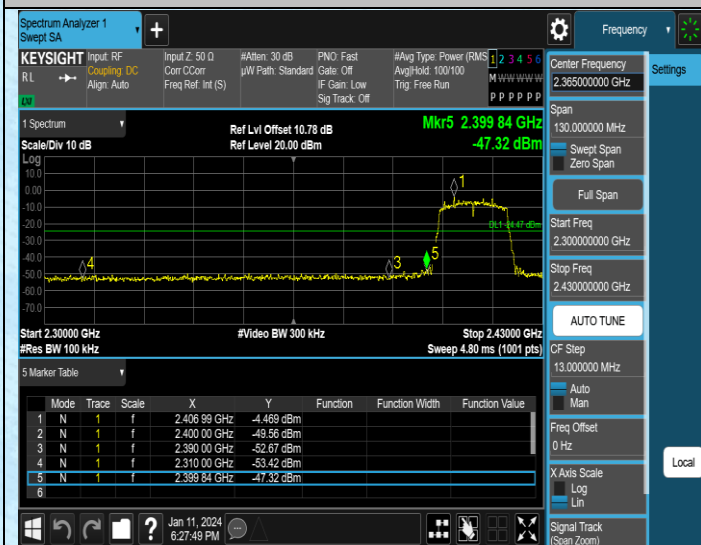 Spectrum Analyzer 1
Swept SA
Frequency
KEYSIGHT
RL
Input: RF
Coupling: DC
Align: Auto
Input Z: 50 Ω
Corr CCorr
Freq Ref: Int (S)
#Atten: 30 dB
µW Path: Standard
PNO: Fast
Gate: Off
IF Gain: Low
Sig Track: Off
#Avg Type: Power (RMS
Avg|Hold: 100/100
Trig: Free Run
1 2 3 4 5 6
M W W W W W
P P P P P P
1 Spectrum
Scale/Div 10 dB
Ref Lvl Offset 10.78 dB
Ref Level 20.00 dBm
Mkr5 2.399 84 GHz
-47.32 dBm
Log
10.0
0.00
-10.0
-20.0
-30.0
-40.0
-50.0
-60.0
-70.0
1
DL1 -24.47 dBm
4
3
5
Start 2.30000 GHz
#Res BW 100 kHz
#Video BW 300 kHz
Stop 2.43000 GHz
Sweep 4.80 ms (1001 pts)
5 Marker Table
Mode Trace Scale X Y Function Function Width Function Value
1 N 1 f 2.406 99 GHz -4.469 dBm
2 N 1 f 2.400 00 GHz -49.56 dBm
3 N 1 f 2.390 00 GHz -52.67 dBm
4 N 1 f 2.310 00 GHz -53.42 dBm
5 N 1 f 2.399 84 GHz -47.32 dBm
6
?
Jan 11, 2024
6:27:49 PM
Center Frequency
2.365000000 GHz
Span
130.000000 MHz
Swept Span
Zero Span
Full Span
Start Freq
2.300000000 GHz
Stop Freq
2.430000000 GHz
AUTO TUNE
CF Step
13.000000 MHz
Auto
Man
Freq Offset
0 Hz
X Axis Scale
Log
Lin
Signal Track
(Span Zoom)
Settings
Local